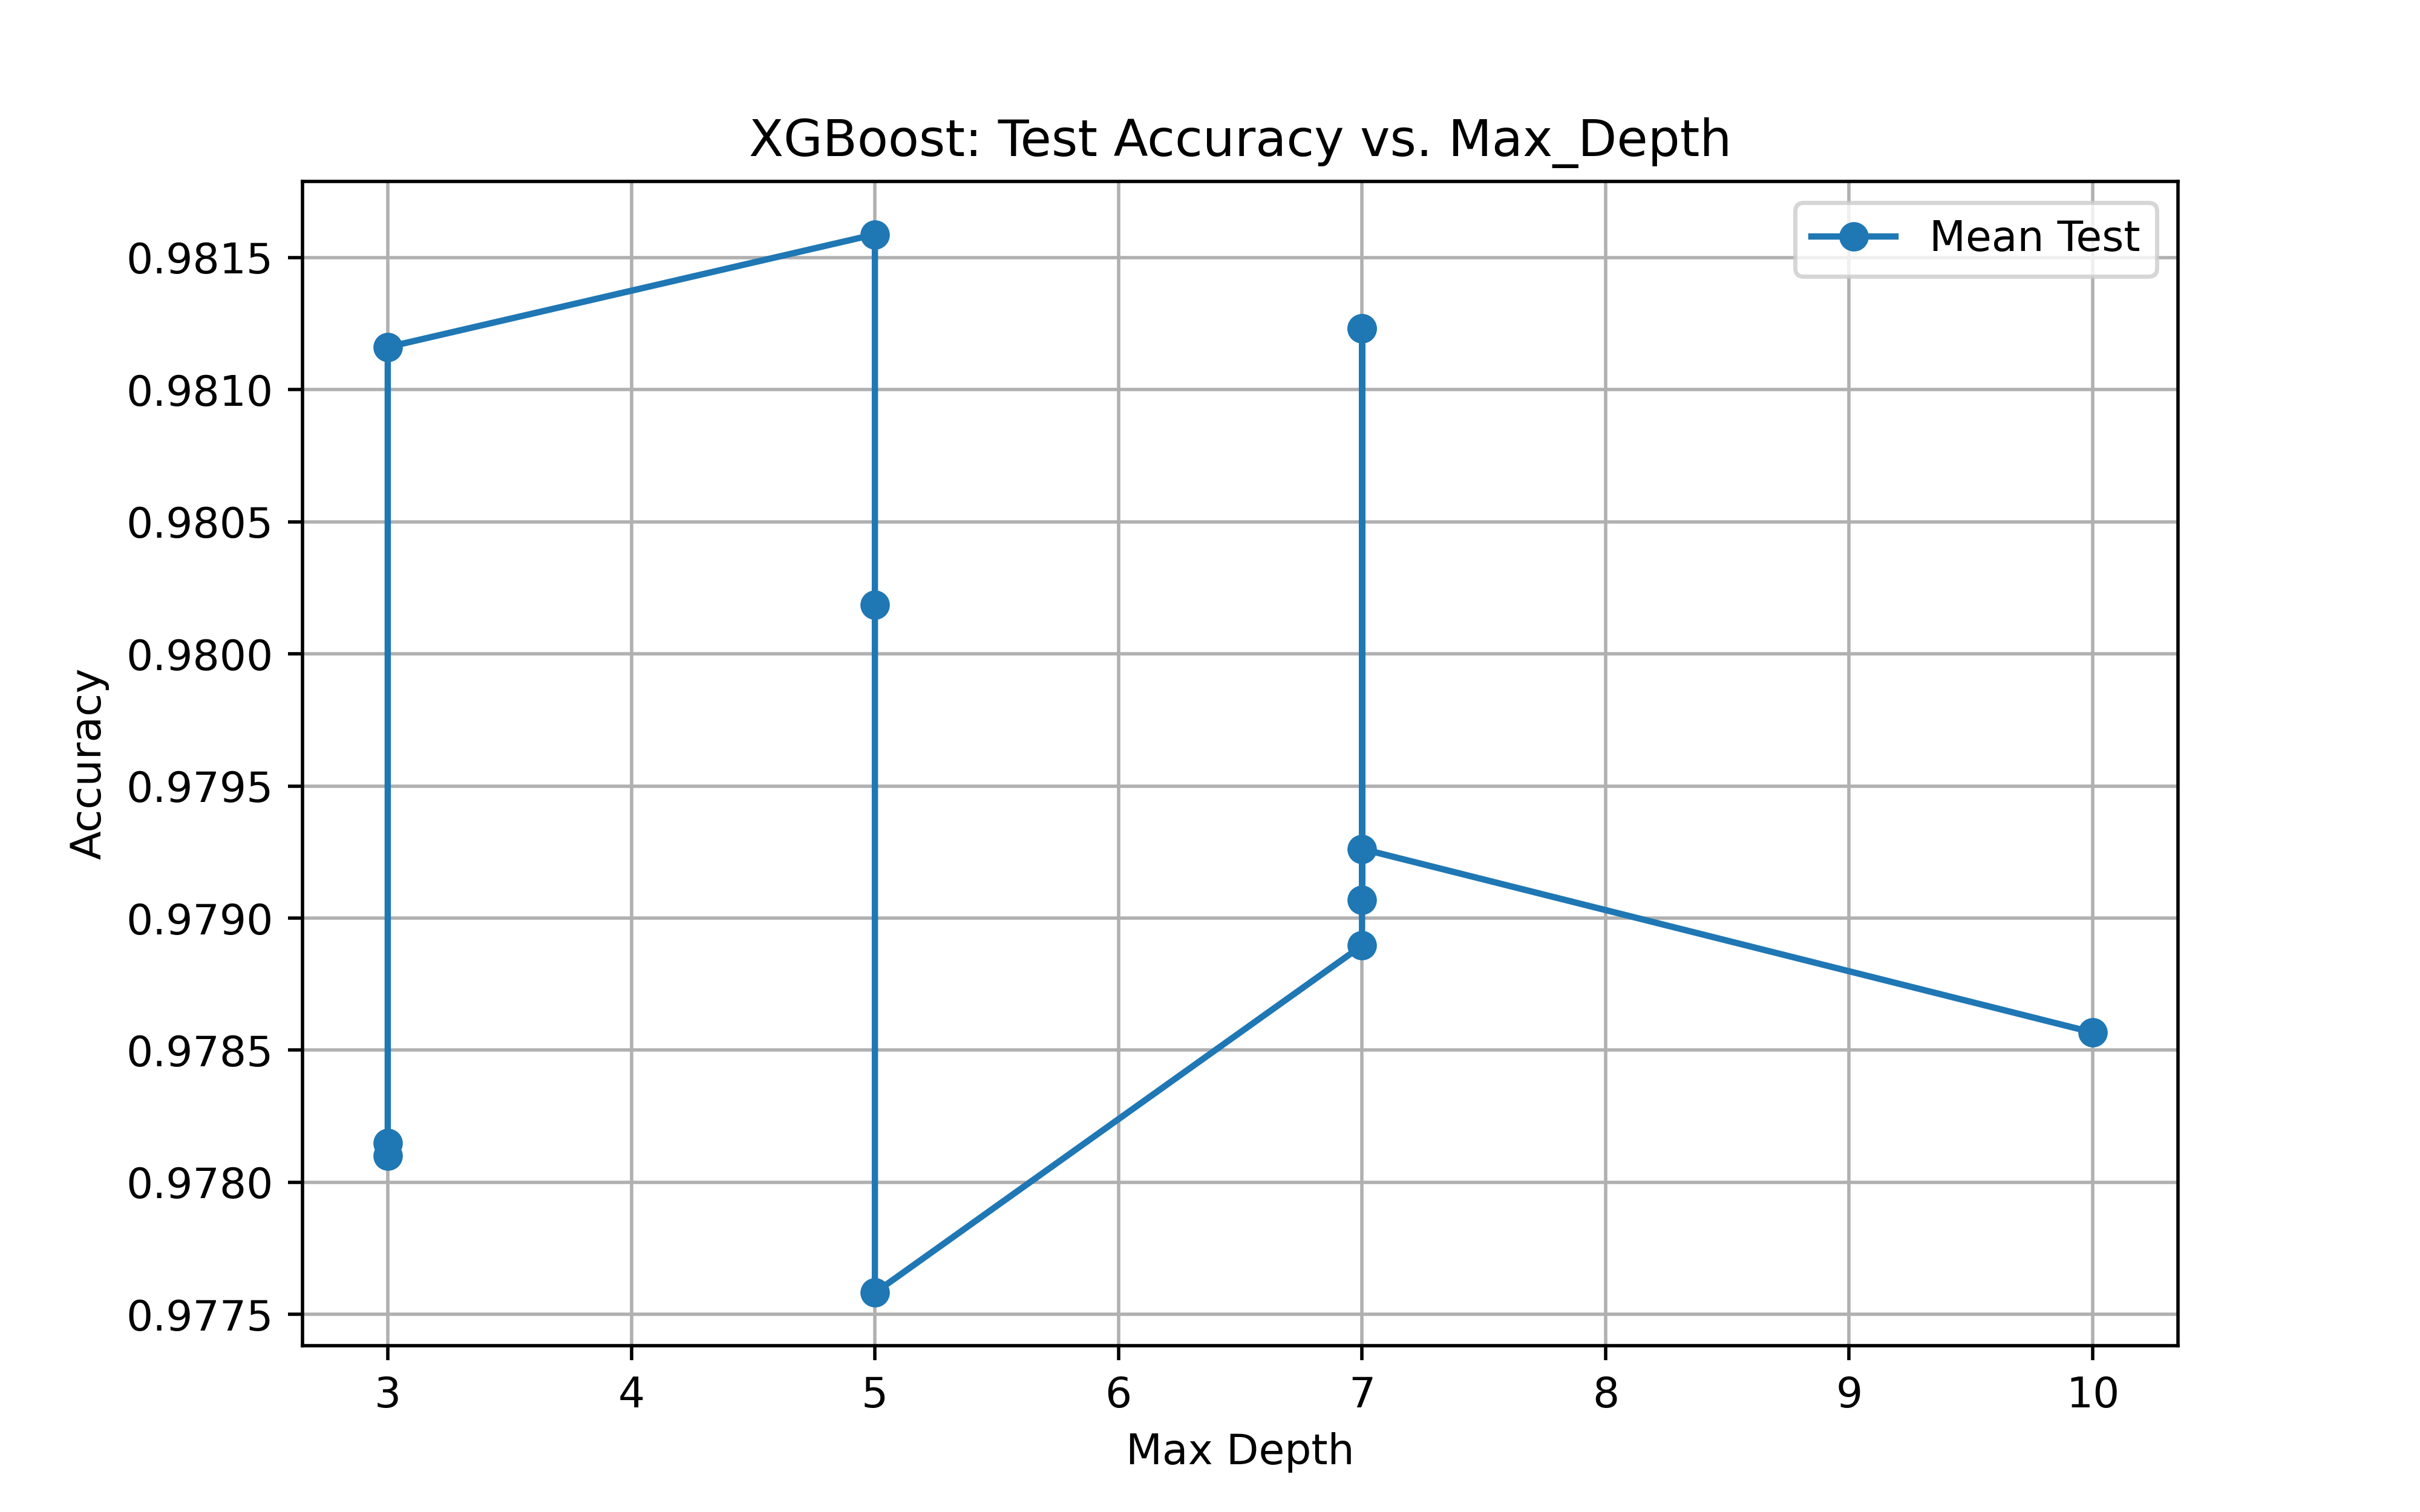 XGBoost: Test Accuracy vs. Max_Depth
Mean Test
Accuracy
0.9815
0.9810
0.9805
0.9800
0.9795
0.9790
0.9785
0.9780
0.9775
3 4 5 6 7 8 9 10
Max Depth